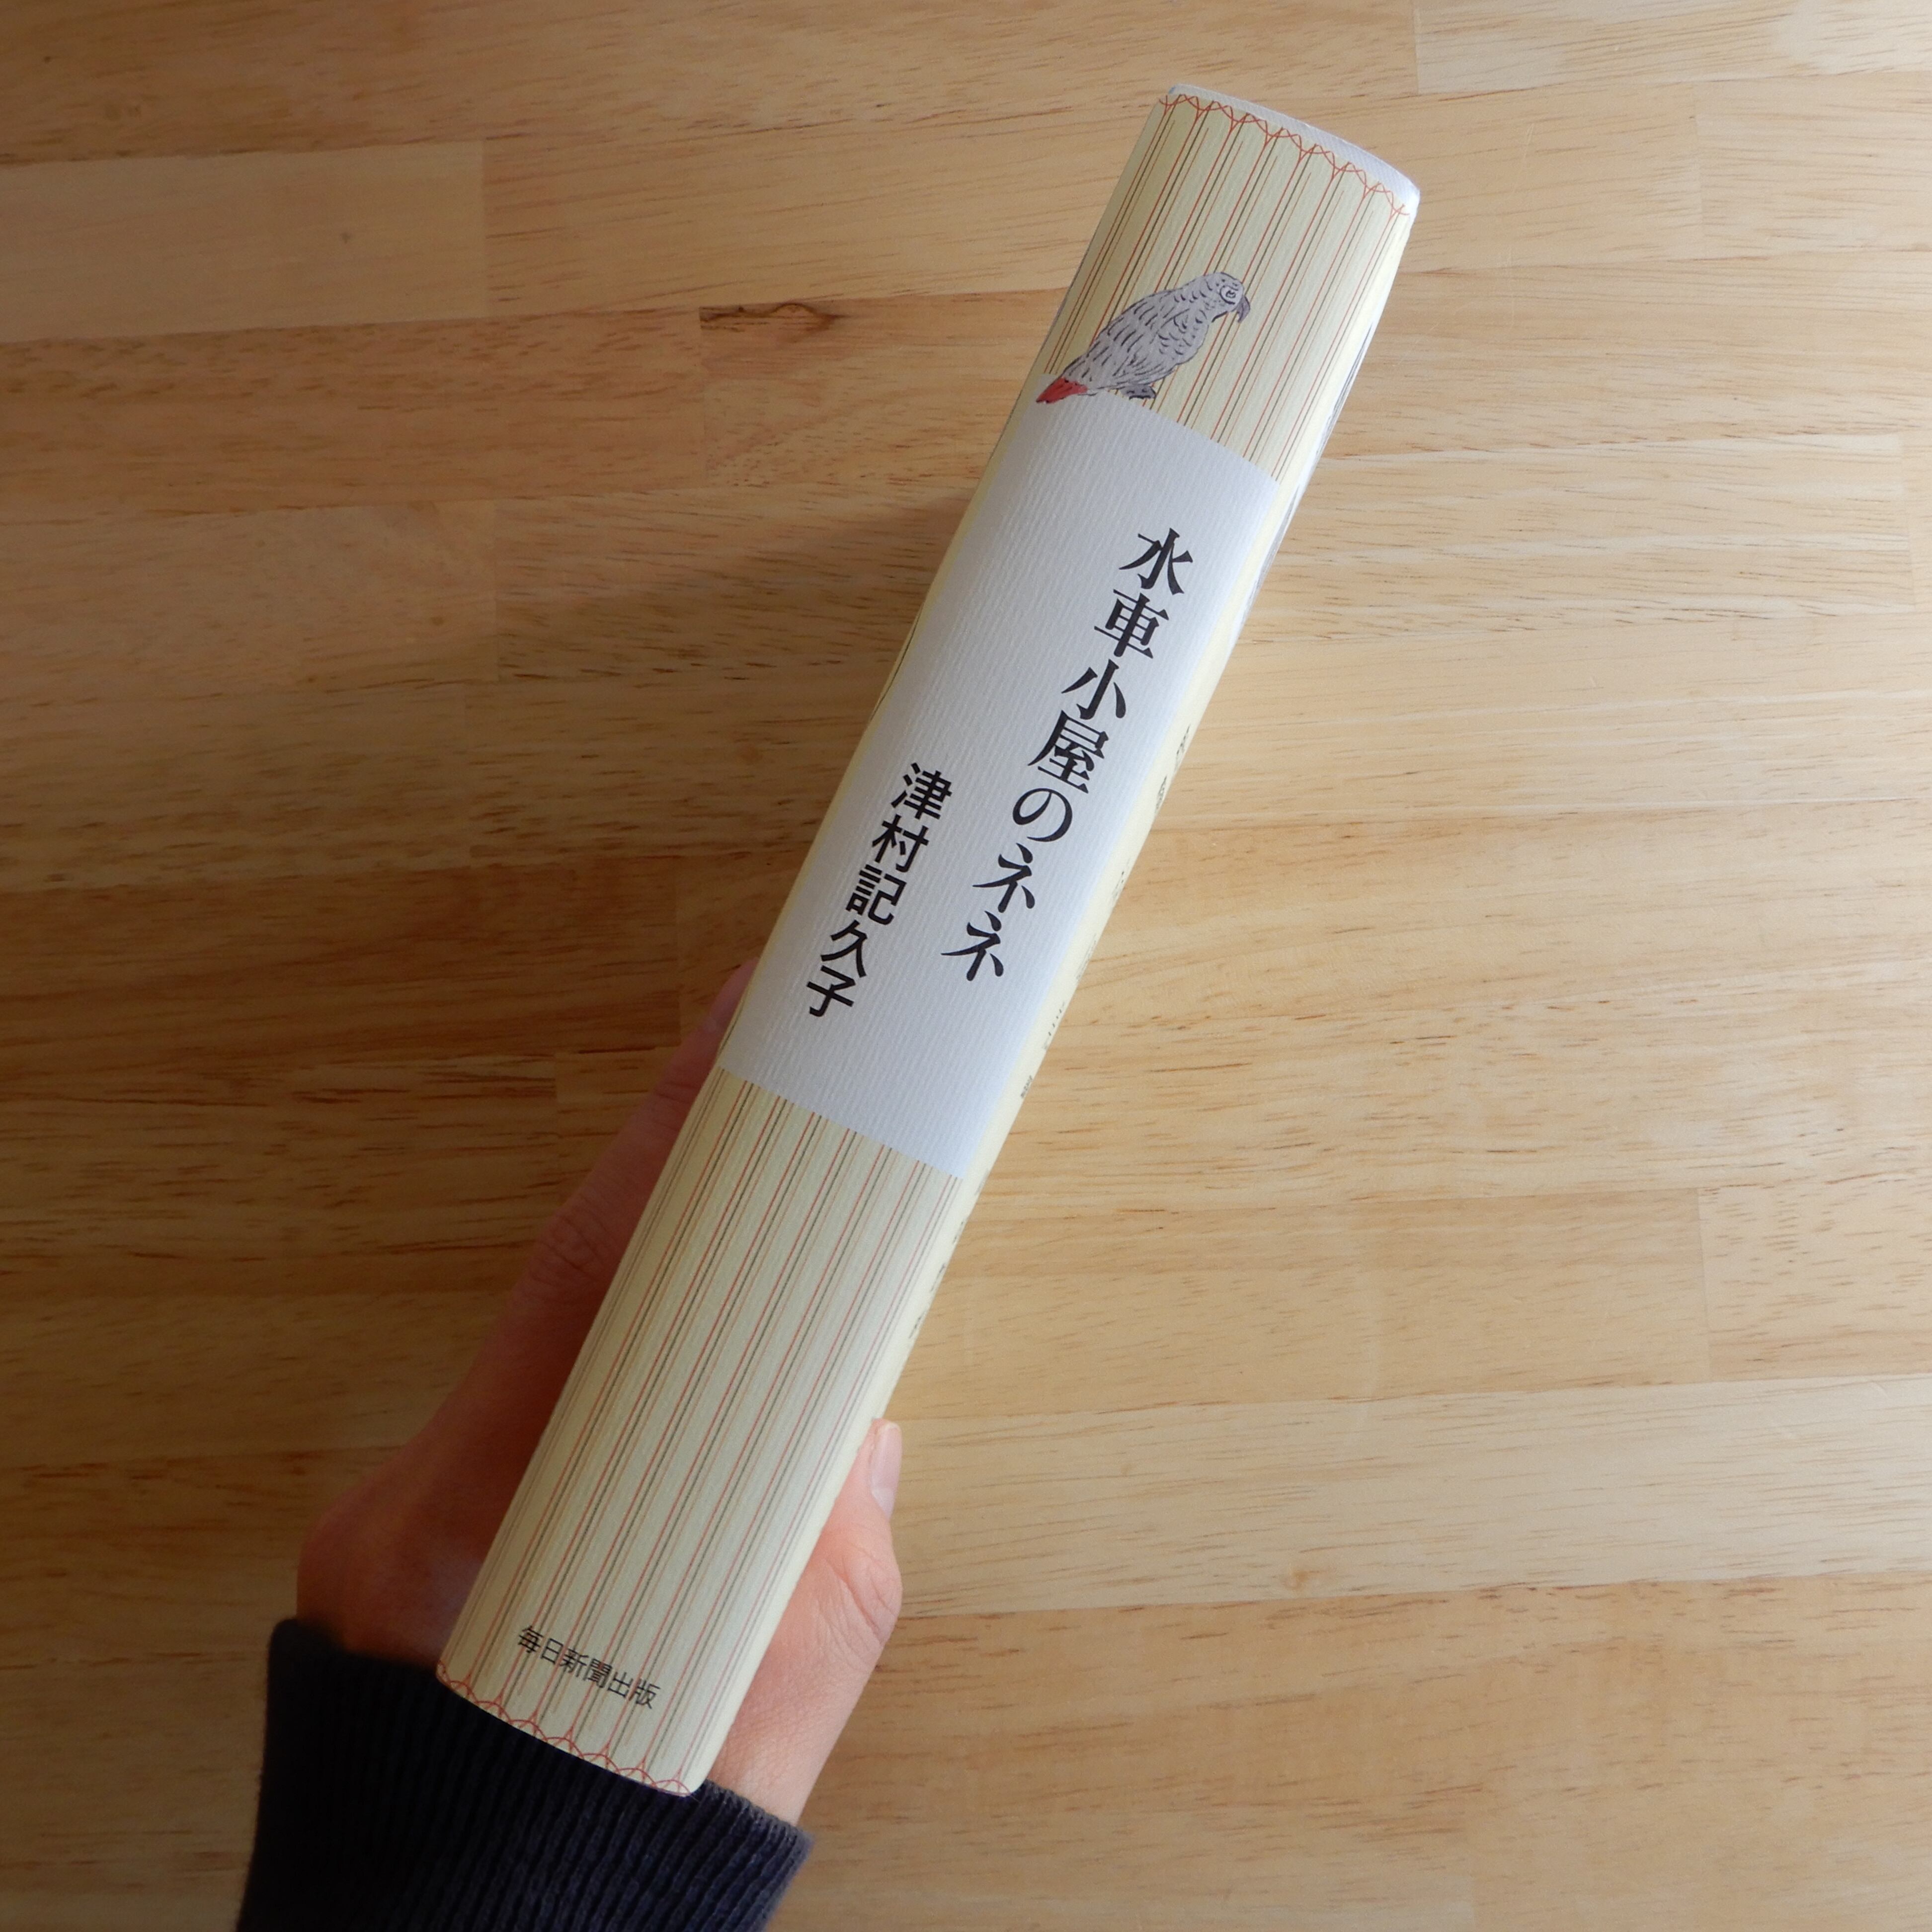 水車小屋のネネ
津村記久子
毎日新聞出版